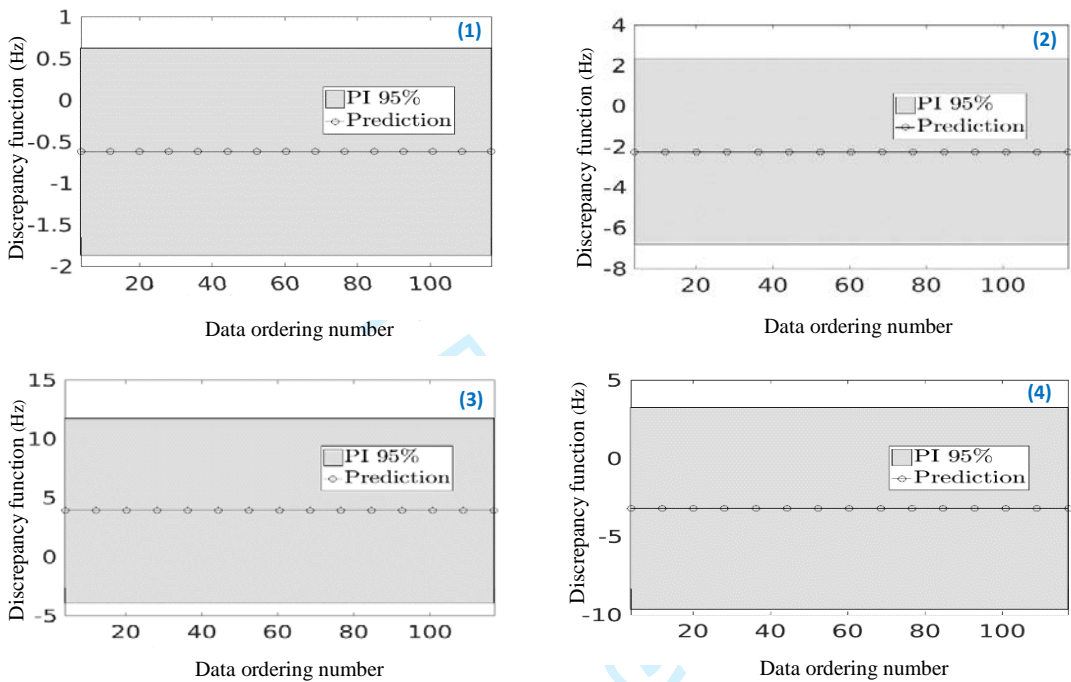 (1)
Discrepancy function (Hz)
1
0.5
0
-0.5
-1
-1.5
-2
PI 95%
Prediction
20 40 60 80 100
Data ordering number
(2)
Discrepancy function (Hz)
4
2
0
-2
-4
-6
-8
PI 95%
Prediction
20 40 60 80 100
Data ordering number
(3)
Discrepancy function (Hz)
15
10
5
0
-5
PI 95%
Prediction
20 40 60 80 100
Data ordering number
(4)
Discrepancy function (Hz)
5
0
-5
-10
PI 95%
Prediction
20 40 60 80 100
Data ordering number